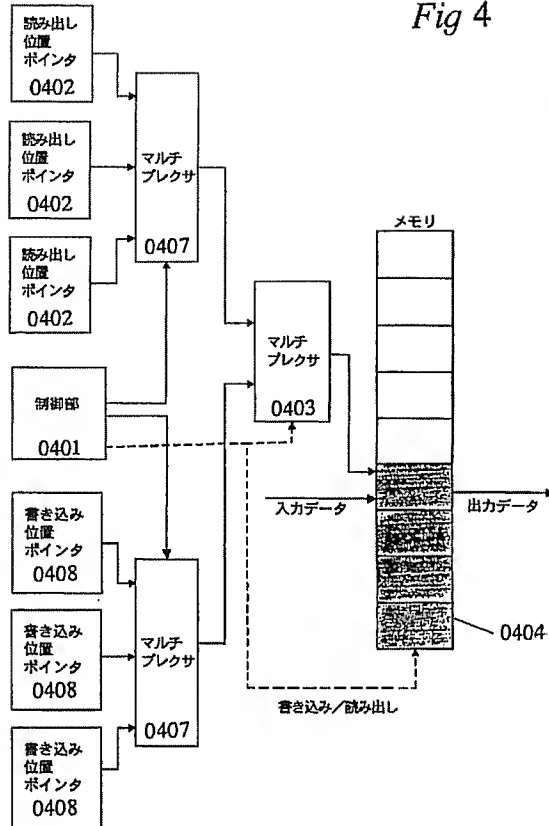 Fig 4
読み出し
位置
ポインタ
0402
読み出し
位置
ポインタ
0402
読み出し
位置
ポインタ
0402
マルチ
プレクサ
0407
制御部
0401
マルチ
プレクサ
0403
書き込み
位置
ポインタ
0408
書き込み
位置
ポインタ
0408
書き込み
位置
ポインタ
0408
マルチ
プレクサ
0407
メモリ
入力データ
出力データ
0404
書き込み/読み出し